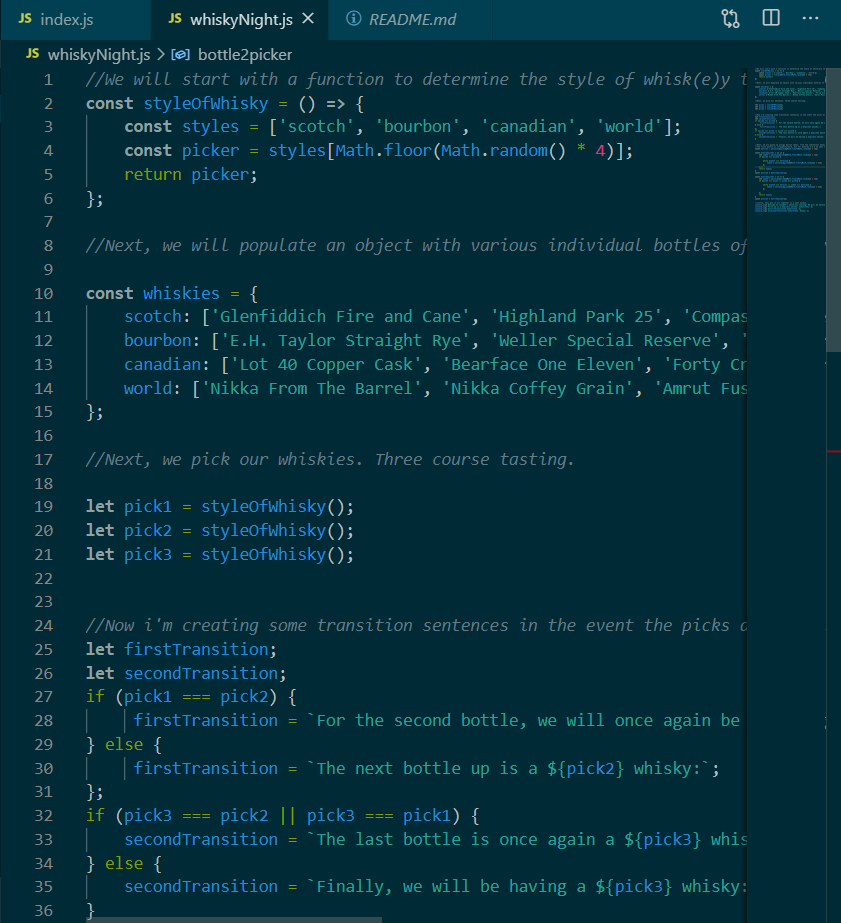 JS index.js JS whiskyNight.js × ⓘ README.md ···
JS whiskyNight.js > bottle2picker
1 //We will start with a function to determine the style of whisk(e)y t
2 const styleOfWhisky = () => {
3 const styles = ['scotch', 'bourbon', 'canadian', 'world'];
4 const picker = styles[Math.floor(Math.random() * 4)];
5 return picker;
6 };
7
8 //Next, we will populate an object with various individual bottles of
9
10 const whiskies = {
11 scotch: ['Glenfiddich Fire and Cane', 'Highland Park 25', 'Compas
12 bourbon: ['E.H. Taylor Straight Rye', 'Weller Special Reserve', '
13 canadian: ['Lot 40 Copper Cask', 'Bearface One Eleven', 'Forty Cr
14 world: ['Nikka From The Barrel', 'Nikka Coffey Grain', 'Amrut Fus
15 };
16
17 //Next, we pick our whiskies. Three course tasting.
18
19 let pick1 = styleOfWhisky();
20 let pick2 = styleOfWhisky();
21 let pick3 = styleOfWhisky();
22
23
24 //Now i'm creating some transition sentences in the event the picks a
25 let firstTransition;
26 let secondTransition;
27 if (pick1 === pick2) {
28 firstTransition = `For the second bottle, we will once again be
29 } else {
30 firstTransition = `The next bottle up is a ${pick2} whisky:`;
31 };
32 if (pick3 === pick2 || pick3 === pick1) {
33 secondTransition = `The last bottle is once again a ${pick3} whis
34 } else {
35 secondTransition = `Finally, we will be having a ${pick3} whisky:
36 }